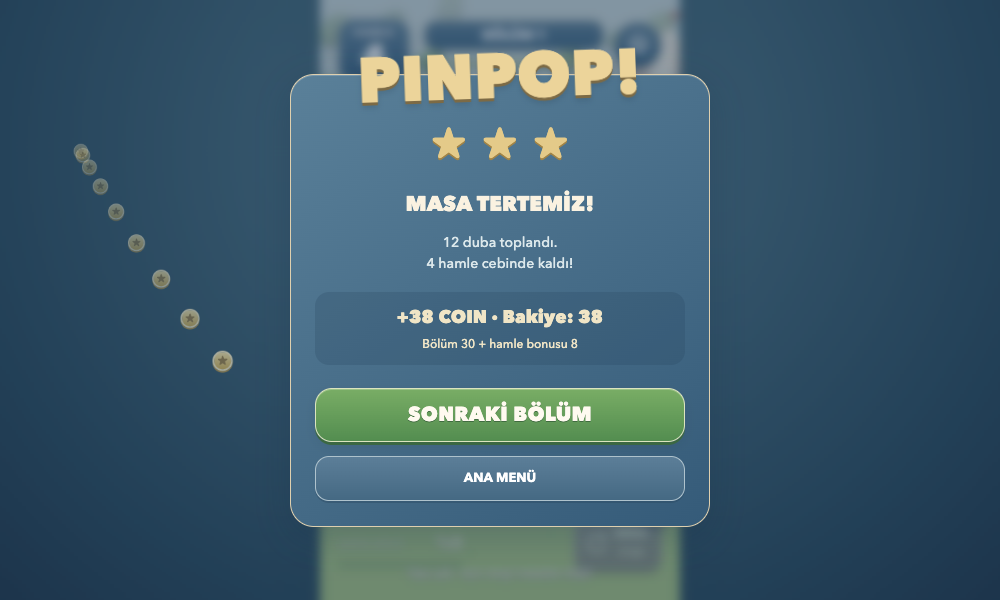 PINPOP!
MASA TERTEMİZ!
12 duba toplandı.
4 hamle cebinde kaldı!
+38 COIN • Bakiye: 38
Bölüm 30 + hamle bonusu 8
SONRAKİ BÖLÜM
ANA MENÜ